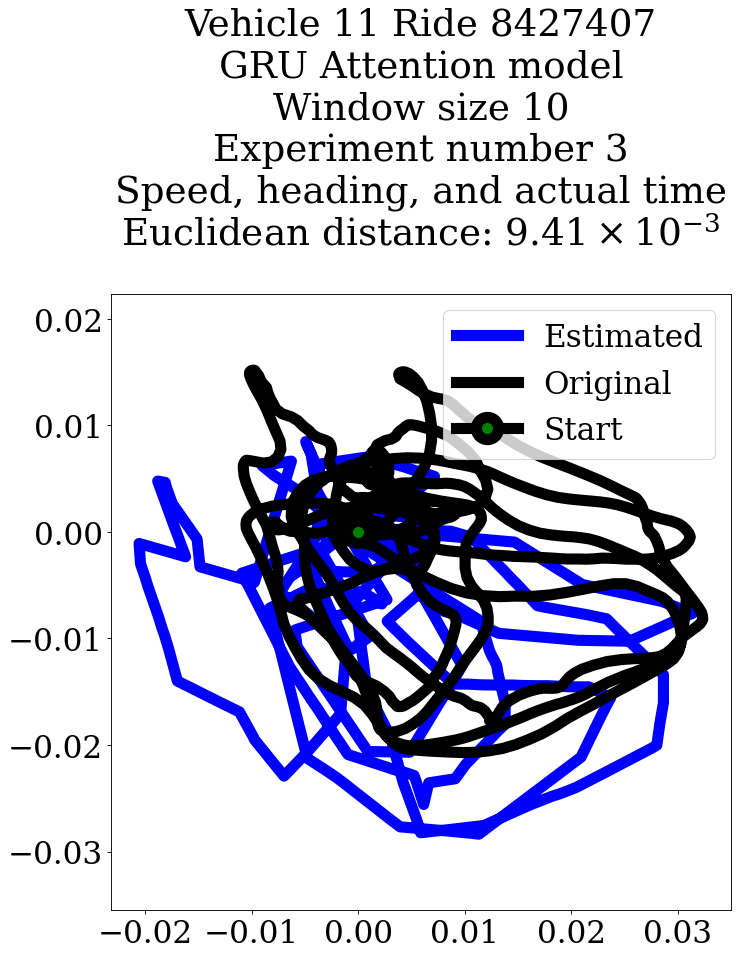 Vehicle 11 Ride 8427407
GRU Attention model
Window size 10
Experiment number 3
Speed, heading, and actual time
Euclidean distance: 9.41 × 10⁻³
Estimated
Original
Start
0.02
0.01
0.00
−0.01
−0.02
−0.03
−0.02 −0.01 0.00 0.01 0.02 0.03